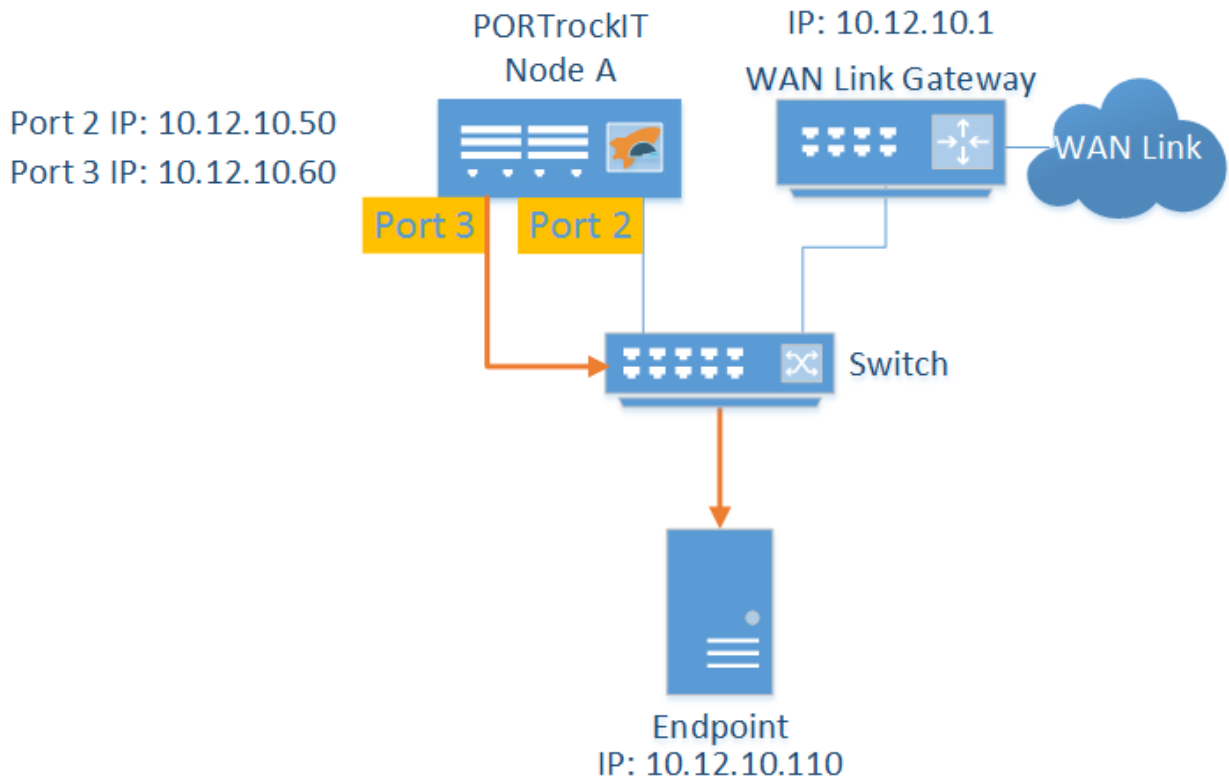 PORTrockIT
Node A
IP: 10.12.10.1
WAN Link Gateway
Port 2 IP: 10.12.10.50
Port 3 IP: 10.12.10.60
WAN Link
Port 3
Port 2
Switch
Endpoint
IP: 10.12.10.110